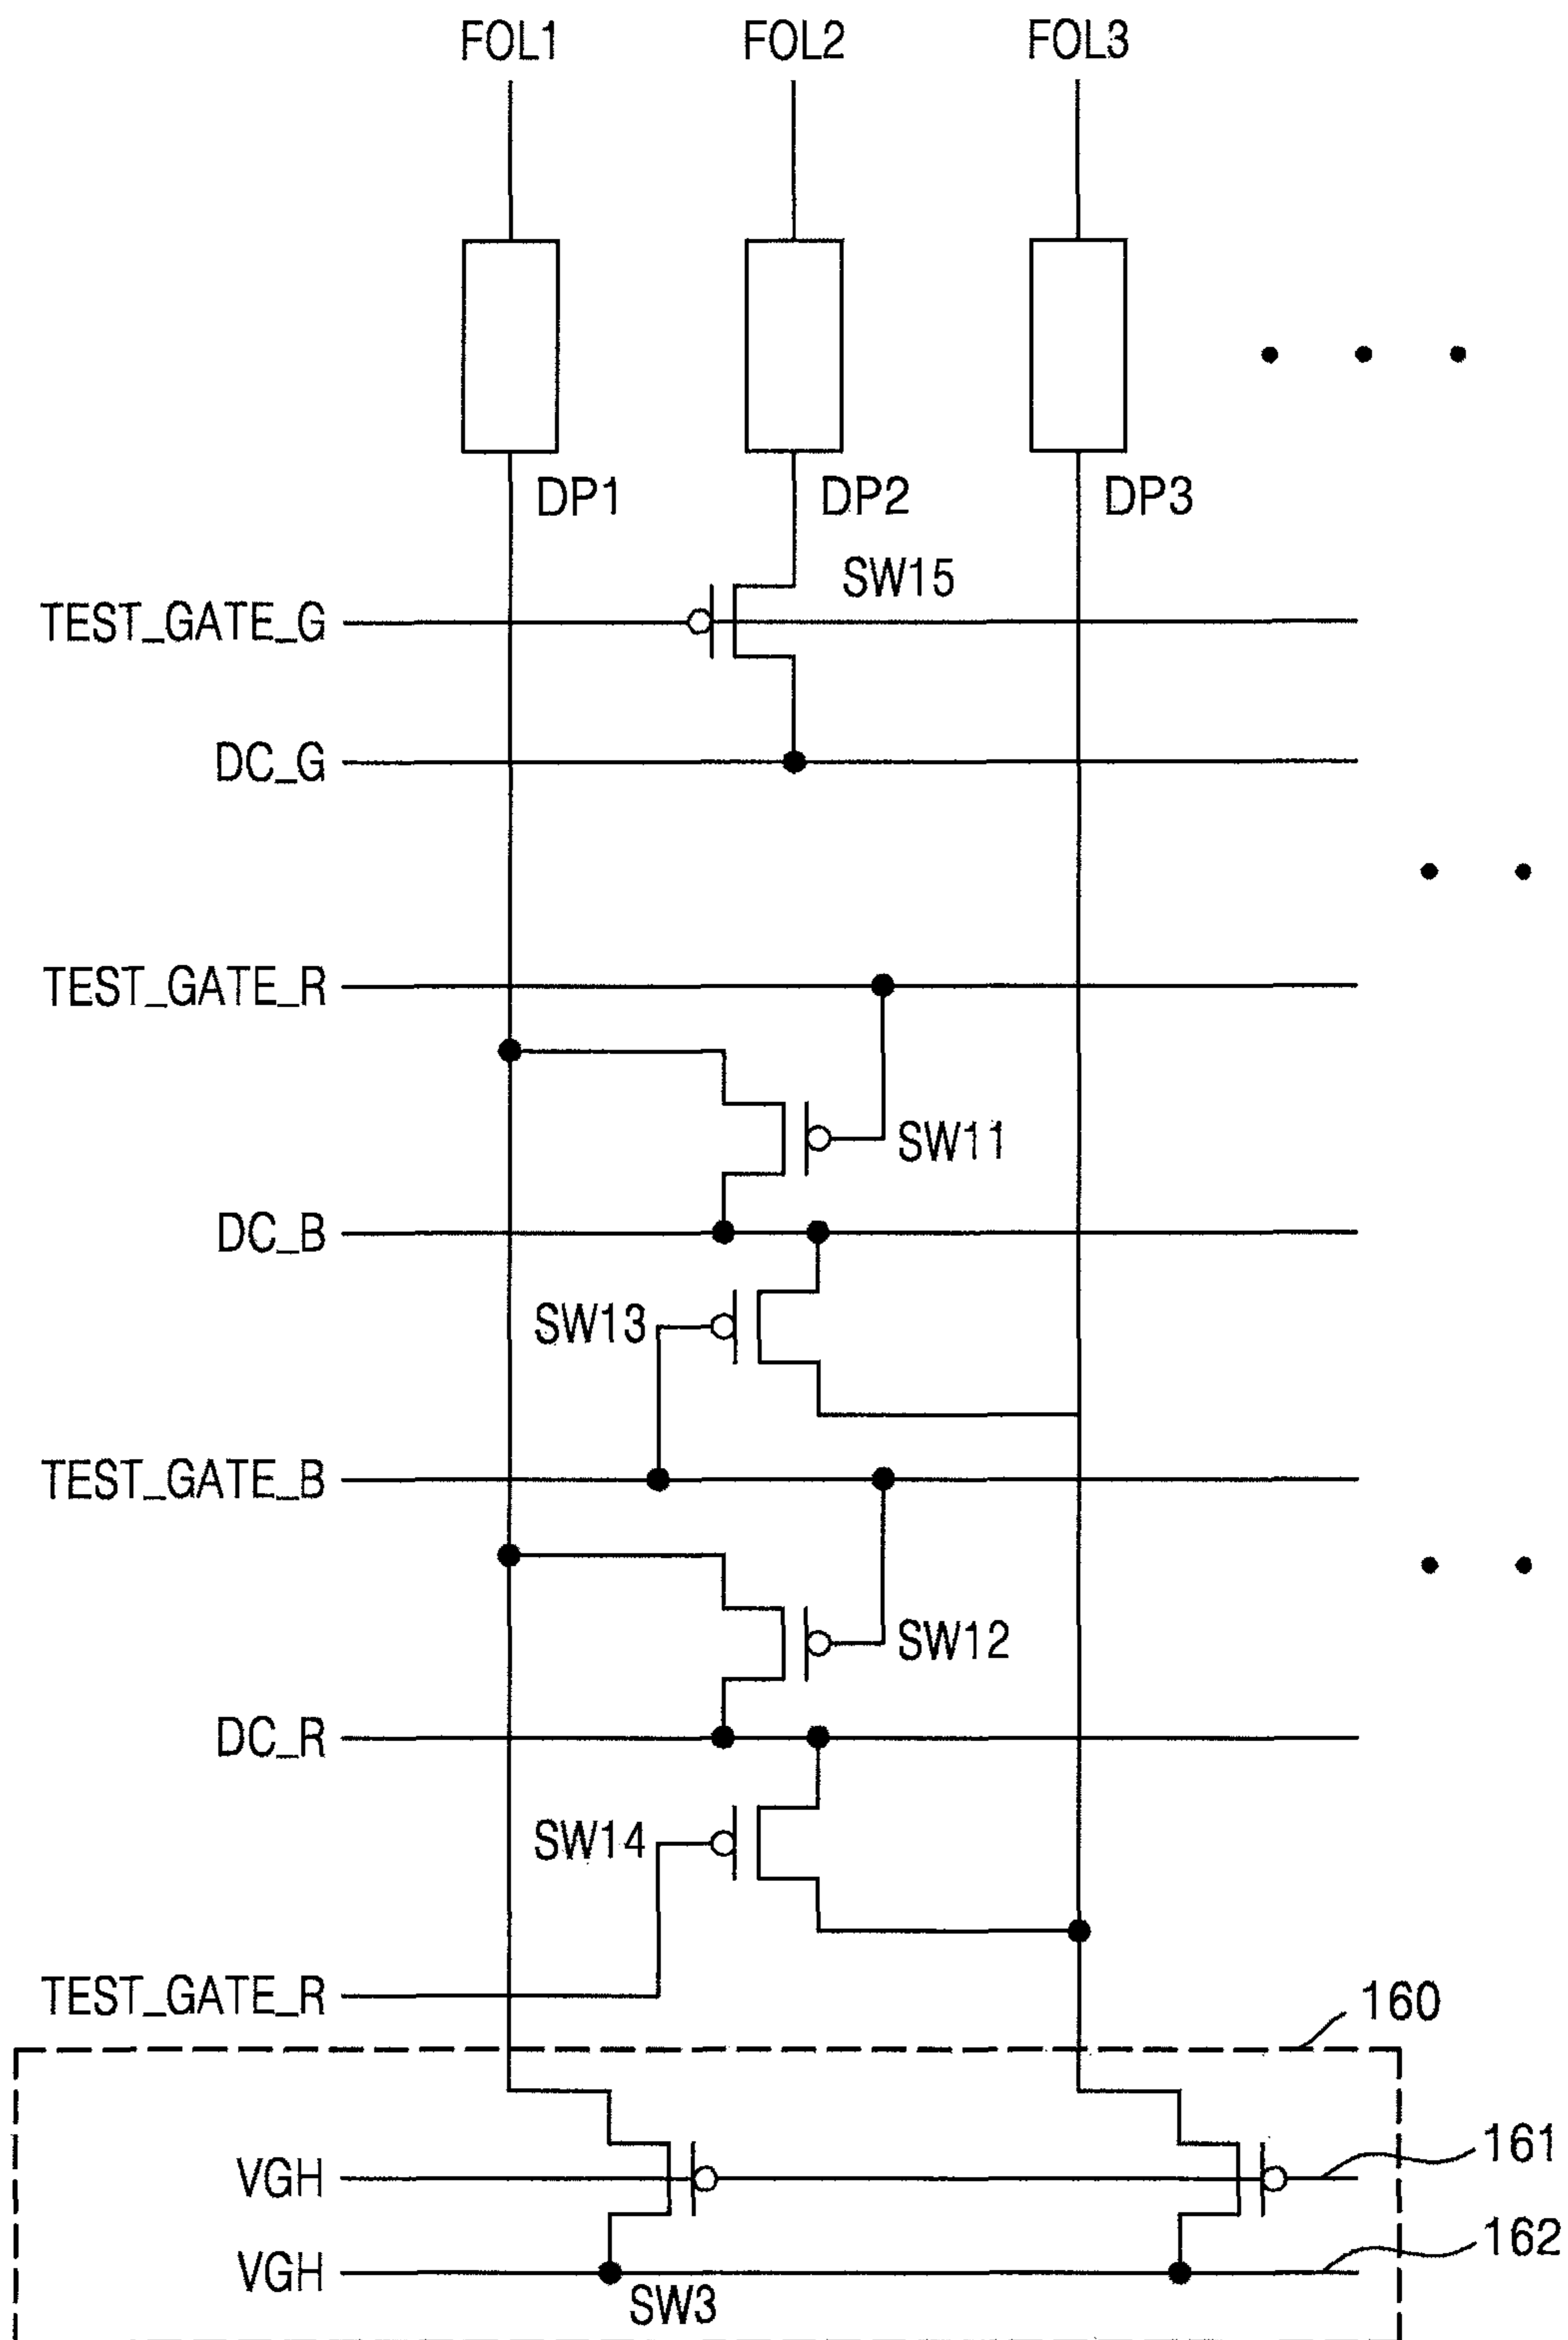 FOL1 FOL2 FOL3
DP1 DP2 DP3
SW15
TEST_GATE_G
DC_G
TEST_GATE_R
SW11
DC_B
SW13
TEST_GATE_B
SW12
DC_R
SW14
TEST_GATE_R
160
VGH 161
VGH 162
SW3